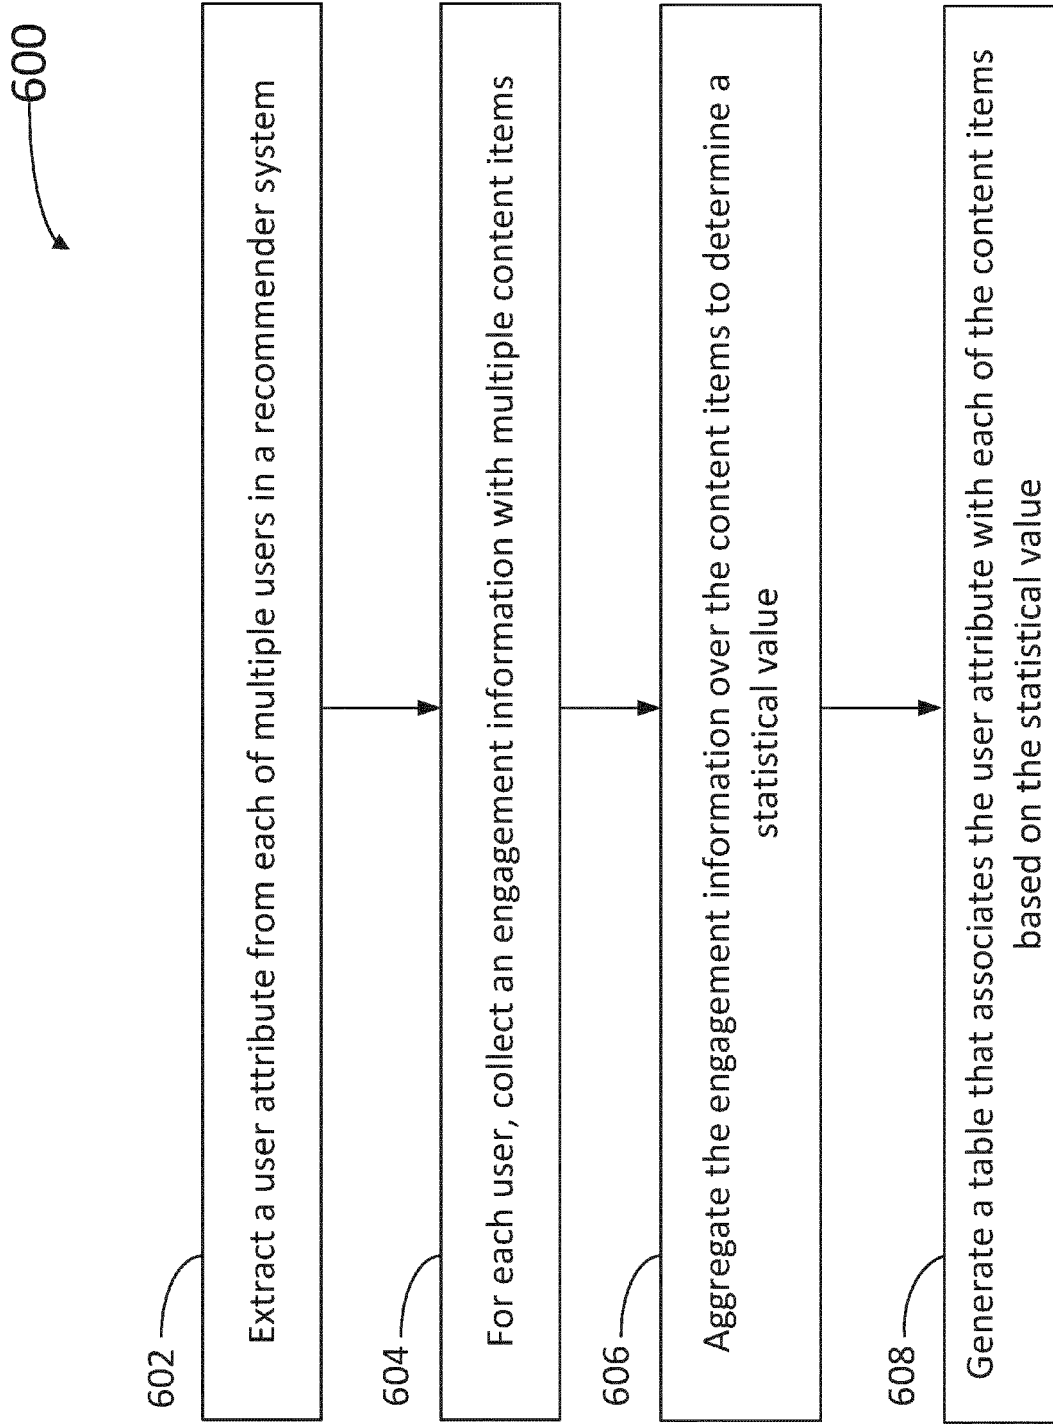 600
602
Extract a user attribute from each of multiple users in a recommender system
604
For each user, collect an engagement information with multiple content items
606
Aggregate the engagement information over the content items to determine a
statistical value
608
Generate a table that associates the user attribute with each of the content items
based on the statistical value